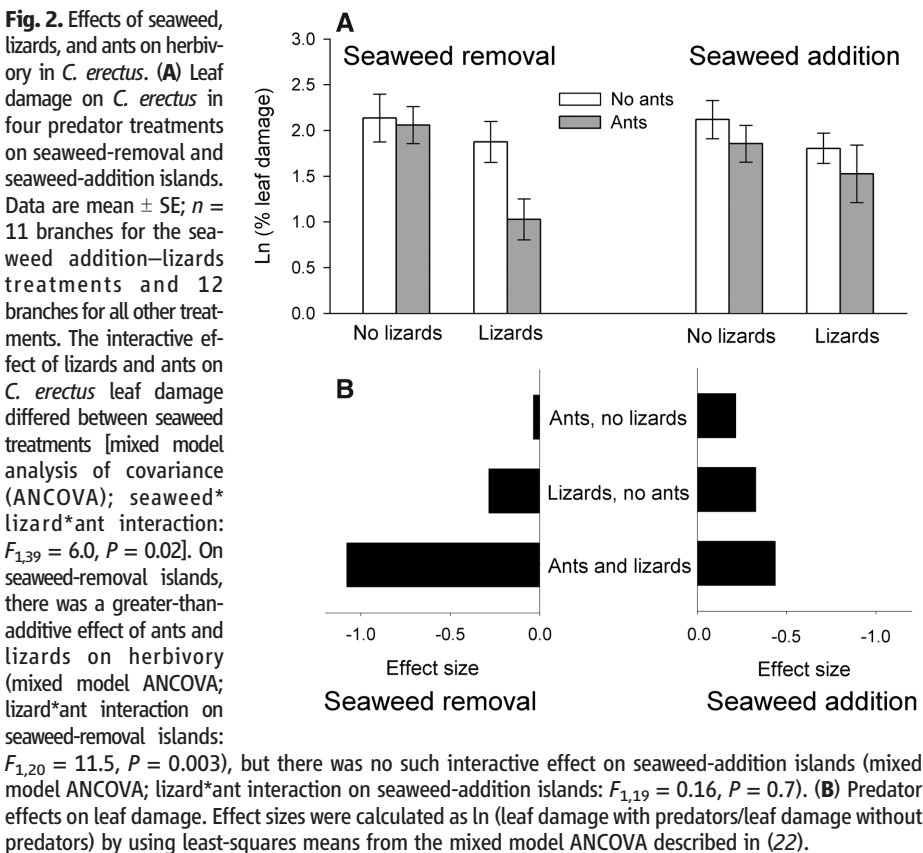 Fig. 2. Effects of seaweed,
lizards, and ants on herbiv-
ory in C. erectus. (A) Leaf
damage on C. erectus in
four predator treatments
on seaweed-removal and
seaweed-addition islands.
Data are mean ± SE; n =
11 branches for the sea-
weed addition–lizards
treatments and 12
branches for all other treat-
ments. The interactive ef-
fect of lizards and ants on
C. erectus leaf damage
differed between seaweed
treatments [mixed model
analysis of covariance
(ANCOVA); seaweed*
lizard*ant interaction:
F1,39 = 6.0, P = 0.02]. On
seaweed-removal islands,
there was a greater-than-
additive effect of ants and
lizards on herbivory
(mixed model ANCOVA;
lizard*ant interaction on
seaweed-removal islands:
F1,20 = 11.5, P = 0.003), but there was no such interactive effect on seaweed-addition islands (mixed
model ANCOVA; lizard*ant interaction on seaweed-addition islands: F1,19 = 0.16, P = 0.7). (B) Predator
effects on leaf damage. Effect sizes were calculated as ln (leaf damage with predators/leaf damage without
predators) by using least-squares means from the mixed model ANCOVA described in (22).
A
Seaweed removal
Seaweed addition
No ants
Ants
Ln (% leaf damage)
3.0
2.5
2.0
1.5
1.0
0.5
0.0
No lizards
Lizards
No lizards
Lizards
B
Ants, no lizards
Lizards, no ants
Ants and lizards
-1.0
-0.5
0.0
0.0
-0.5
-1.0
Effect size
Effect size
Seaweed removal
Seaweed addition